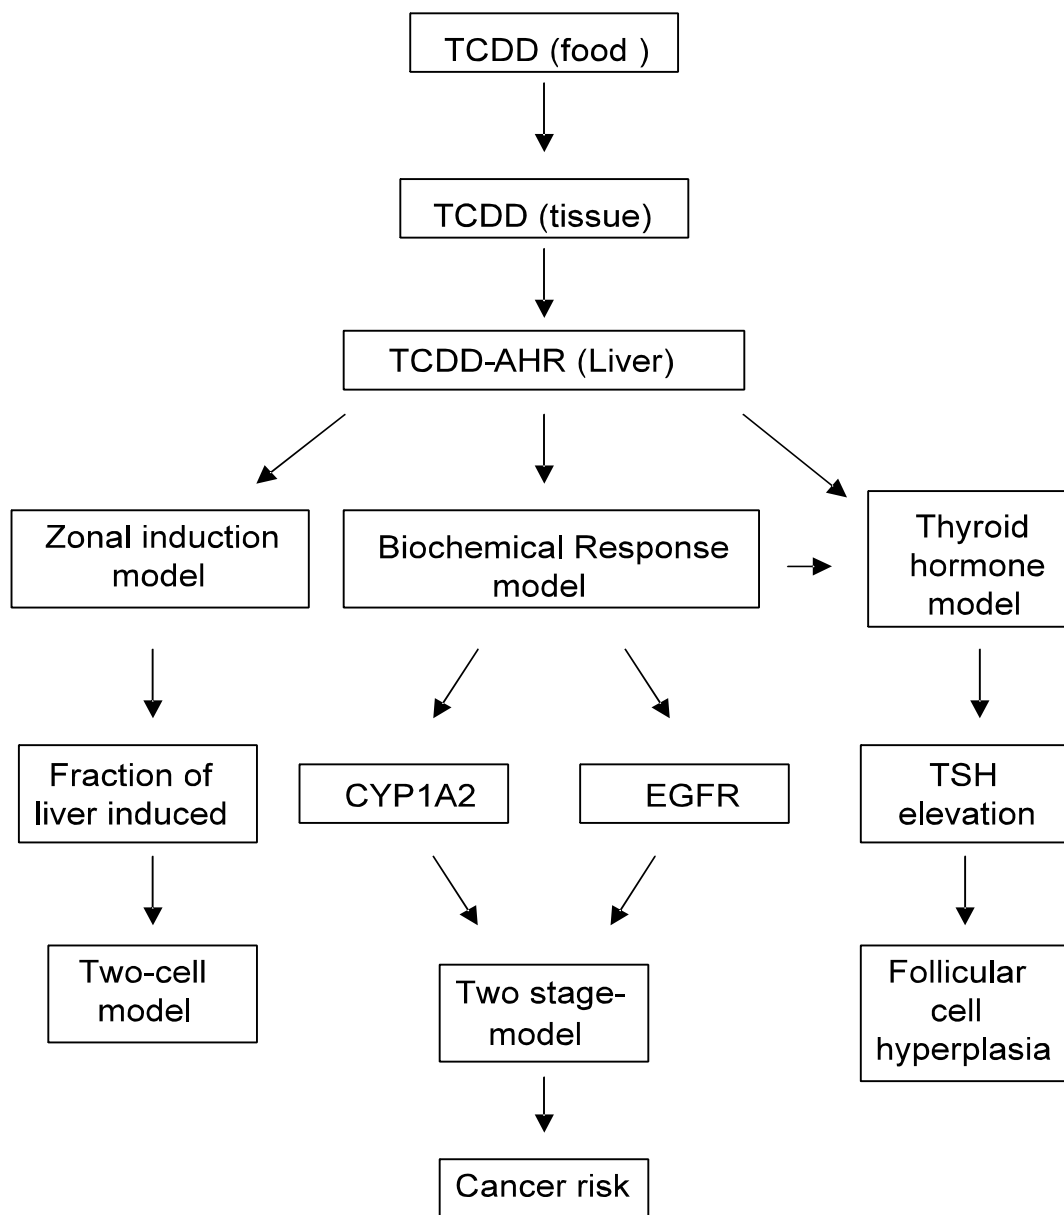 TCDD (food )
TCDD (tissue)
TCDD-AHR (Liver)
Zonal induction
model
Biochemical Response
model
Thyroid
hormone
model
Fraction of
liver induced
CYP1A2
EGFR
TSH
elevation
Two-cell
model
Two stage-
model
Follicular
cell
hyperplasia
Cancer risk